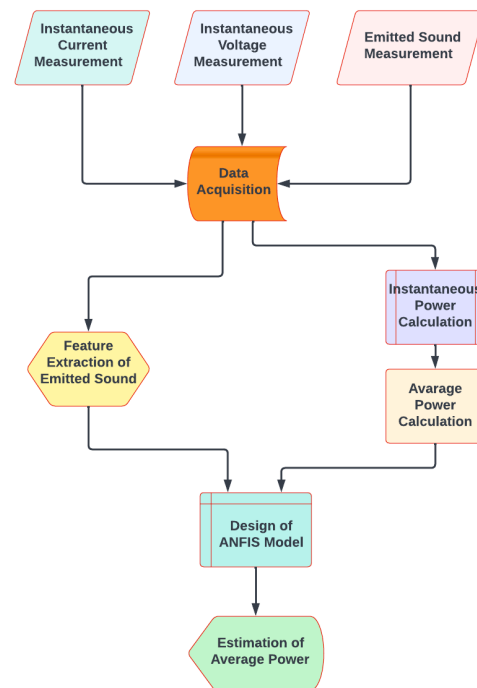 Instantaneous
Current
Measurement
Instantaneous
Voltage
Measurement
Emitted Sound
Measurement
Data
Acquisition
Instantaneous
Power
Calculation
Feature
Extraction of
Emitted Sound
Avarage
Power
Calculation
Design of
ANFIS Model
Estimation of
Average Power